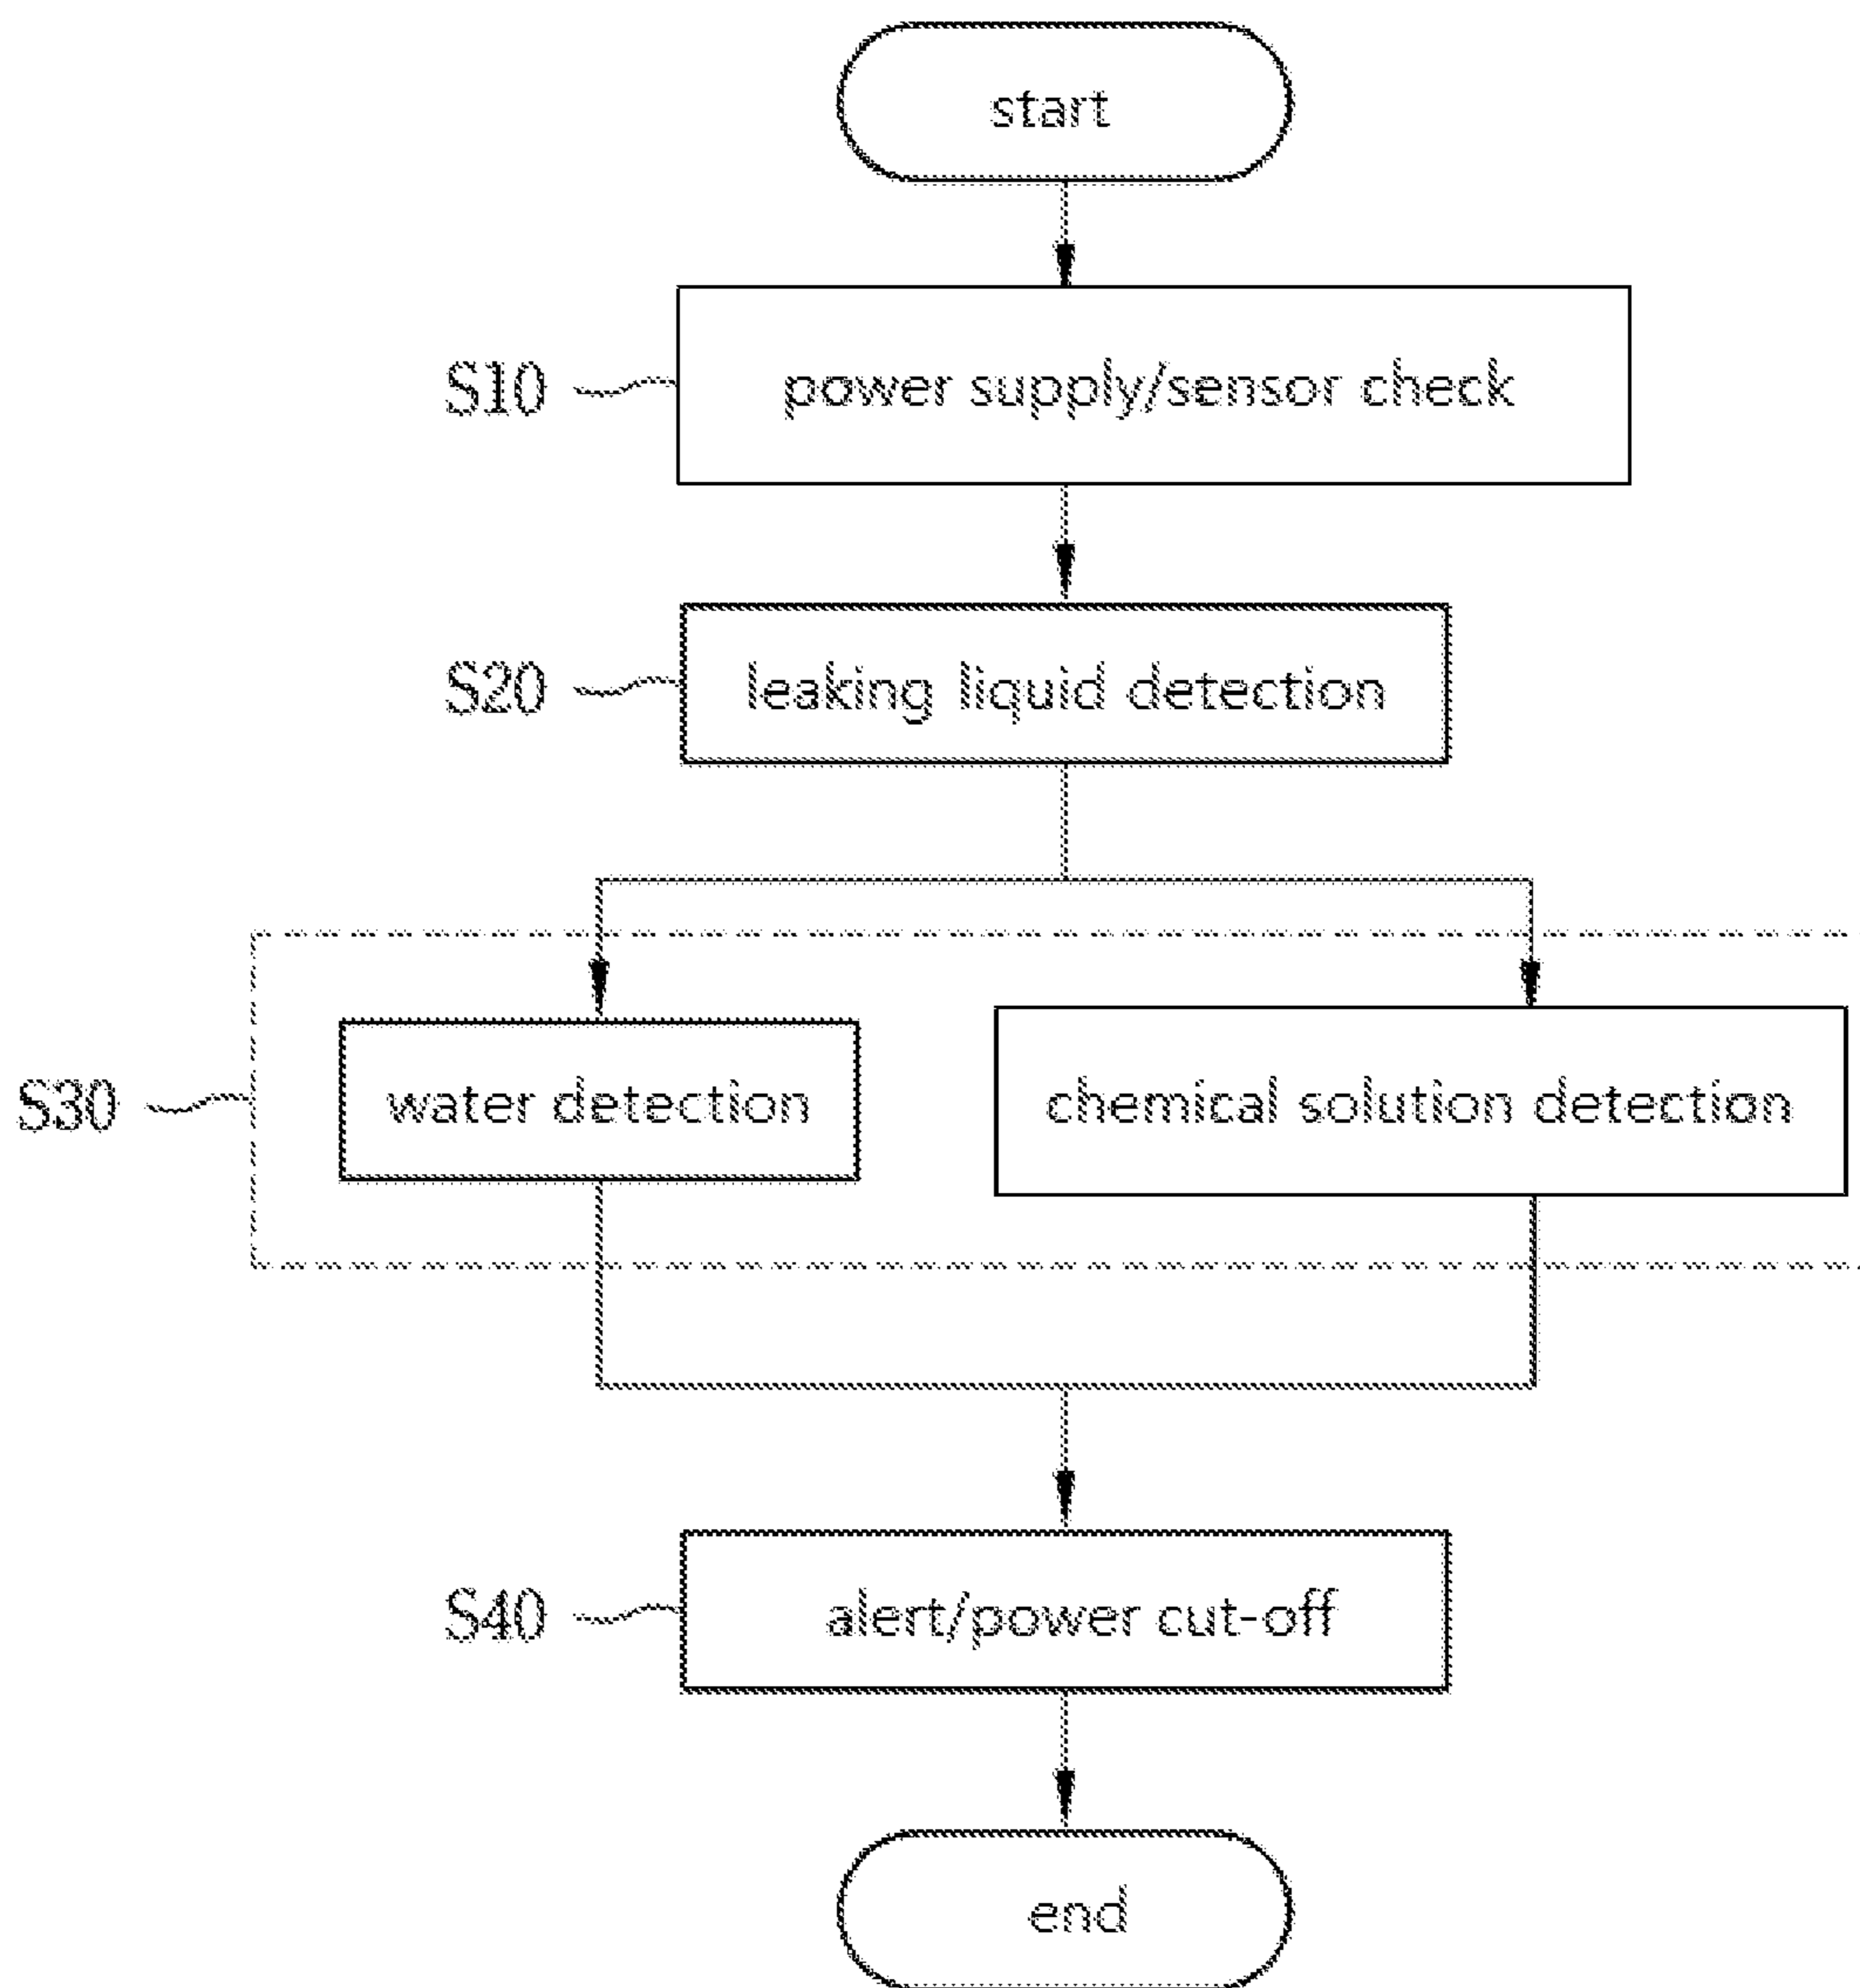 start
S10 power supply/sensor check
S20 leaking liquid detection
S30 water detection chemical solution detection
S40 alert/power cut-off
end